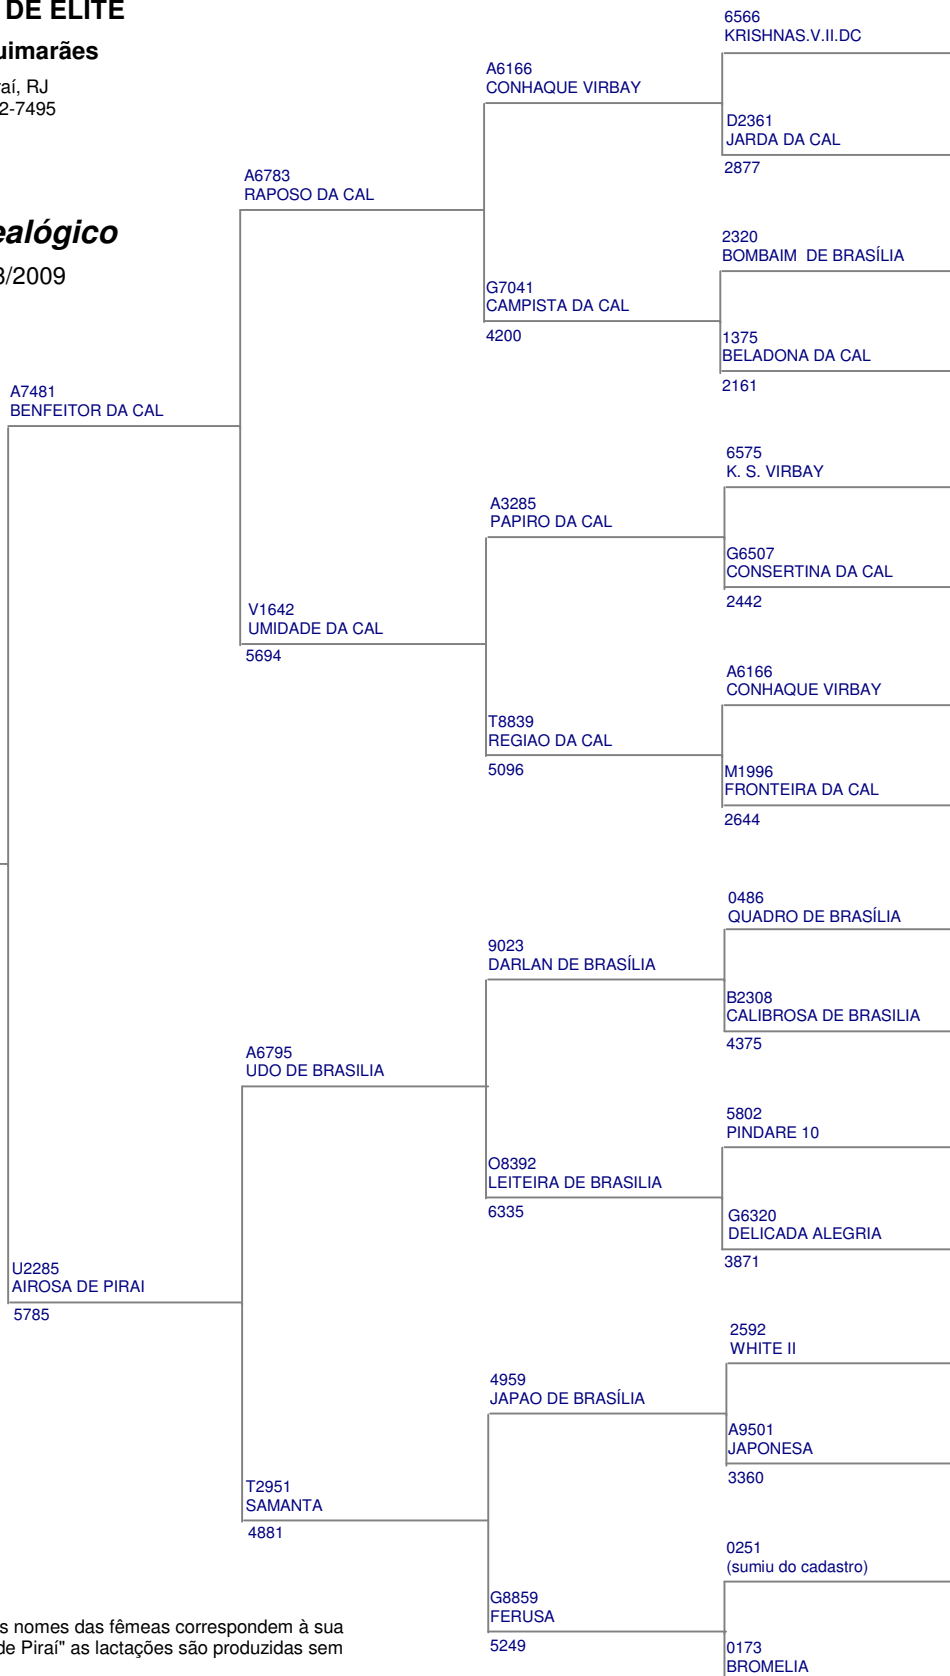 DE ELITE
uimarães
raí, RJ
2-7495
ealógico
3/2009
A7481
BENFEITOR DA CAL
U2285
AIROSA DE PIRAI
5785
A6783
RAPOSO DA CAL
V1642
UMIDADE DA CAL
5694
A6795
UDO DE BRASILIA
T2951
SAMANTA
4881
A6166
CONHAQUE VIRBAY
G7041
CAMPISTA DA CAL
4200
A3285
PAPIRO DA CAL
T8839
REGIAO DA CAL
5096
9023
DARLAN DE BRASÍLIA
O8392
LEITEIRA DE BRASILIA
6335
4959
JAPAO DE BRASÍLIA
G8859
FERUSA
5249
6566
KRISHNAS.V.II.DC
D2361
JARDA DA CAL
2877
2320
BOMBAIM  DE BRASÍLIA
1375
BELADONA DA CAL
2161
6575
K. S. VIRBAY
G6507
CONSERTINA DA CAL
2442
A6166
CONHAQUE VIRBAY
M1996
FRONTEIRA DA CAL
2644
0486
QUADRO DE BRASÍLIA
B2308
CALIBROSA DE BRASILIA
4375
5802
PINDARE 10
G6320
DELICADA ALEGRIA
3871
2592
WHITE II
A9501
JAPONESA
3360
0251
(sumiu do cadastro)
0173
BROMELIA
s nomes das fêmeas correspondem à sua
de Piraí" as lactações são produzidas sem